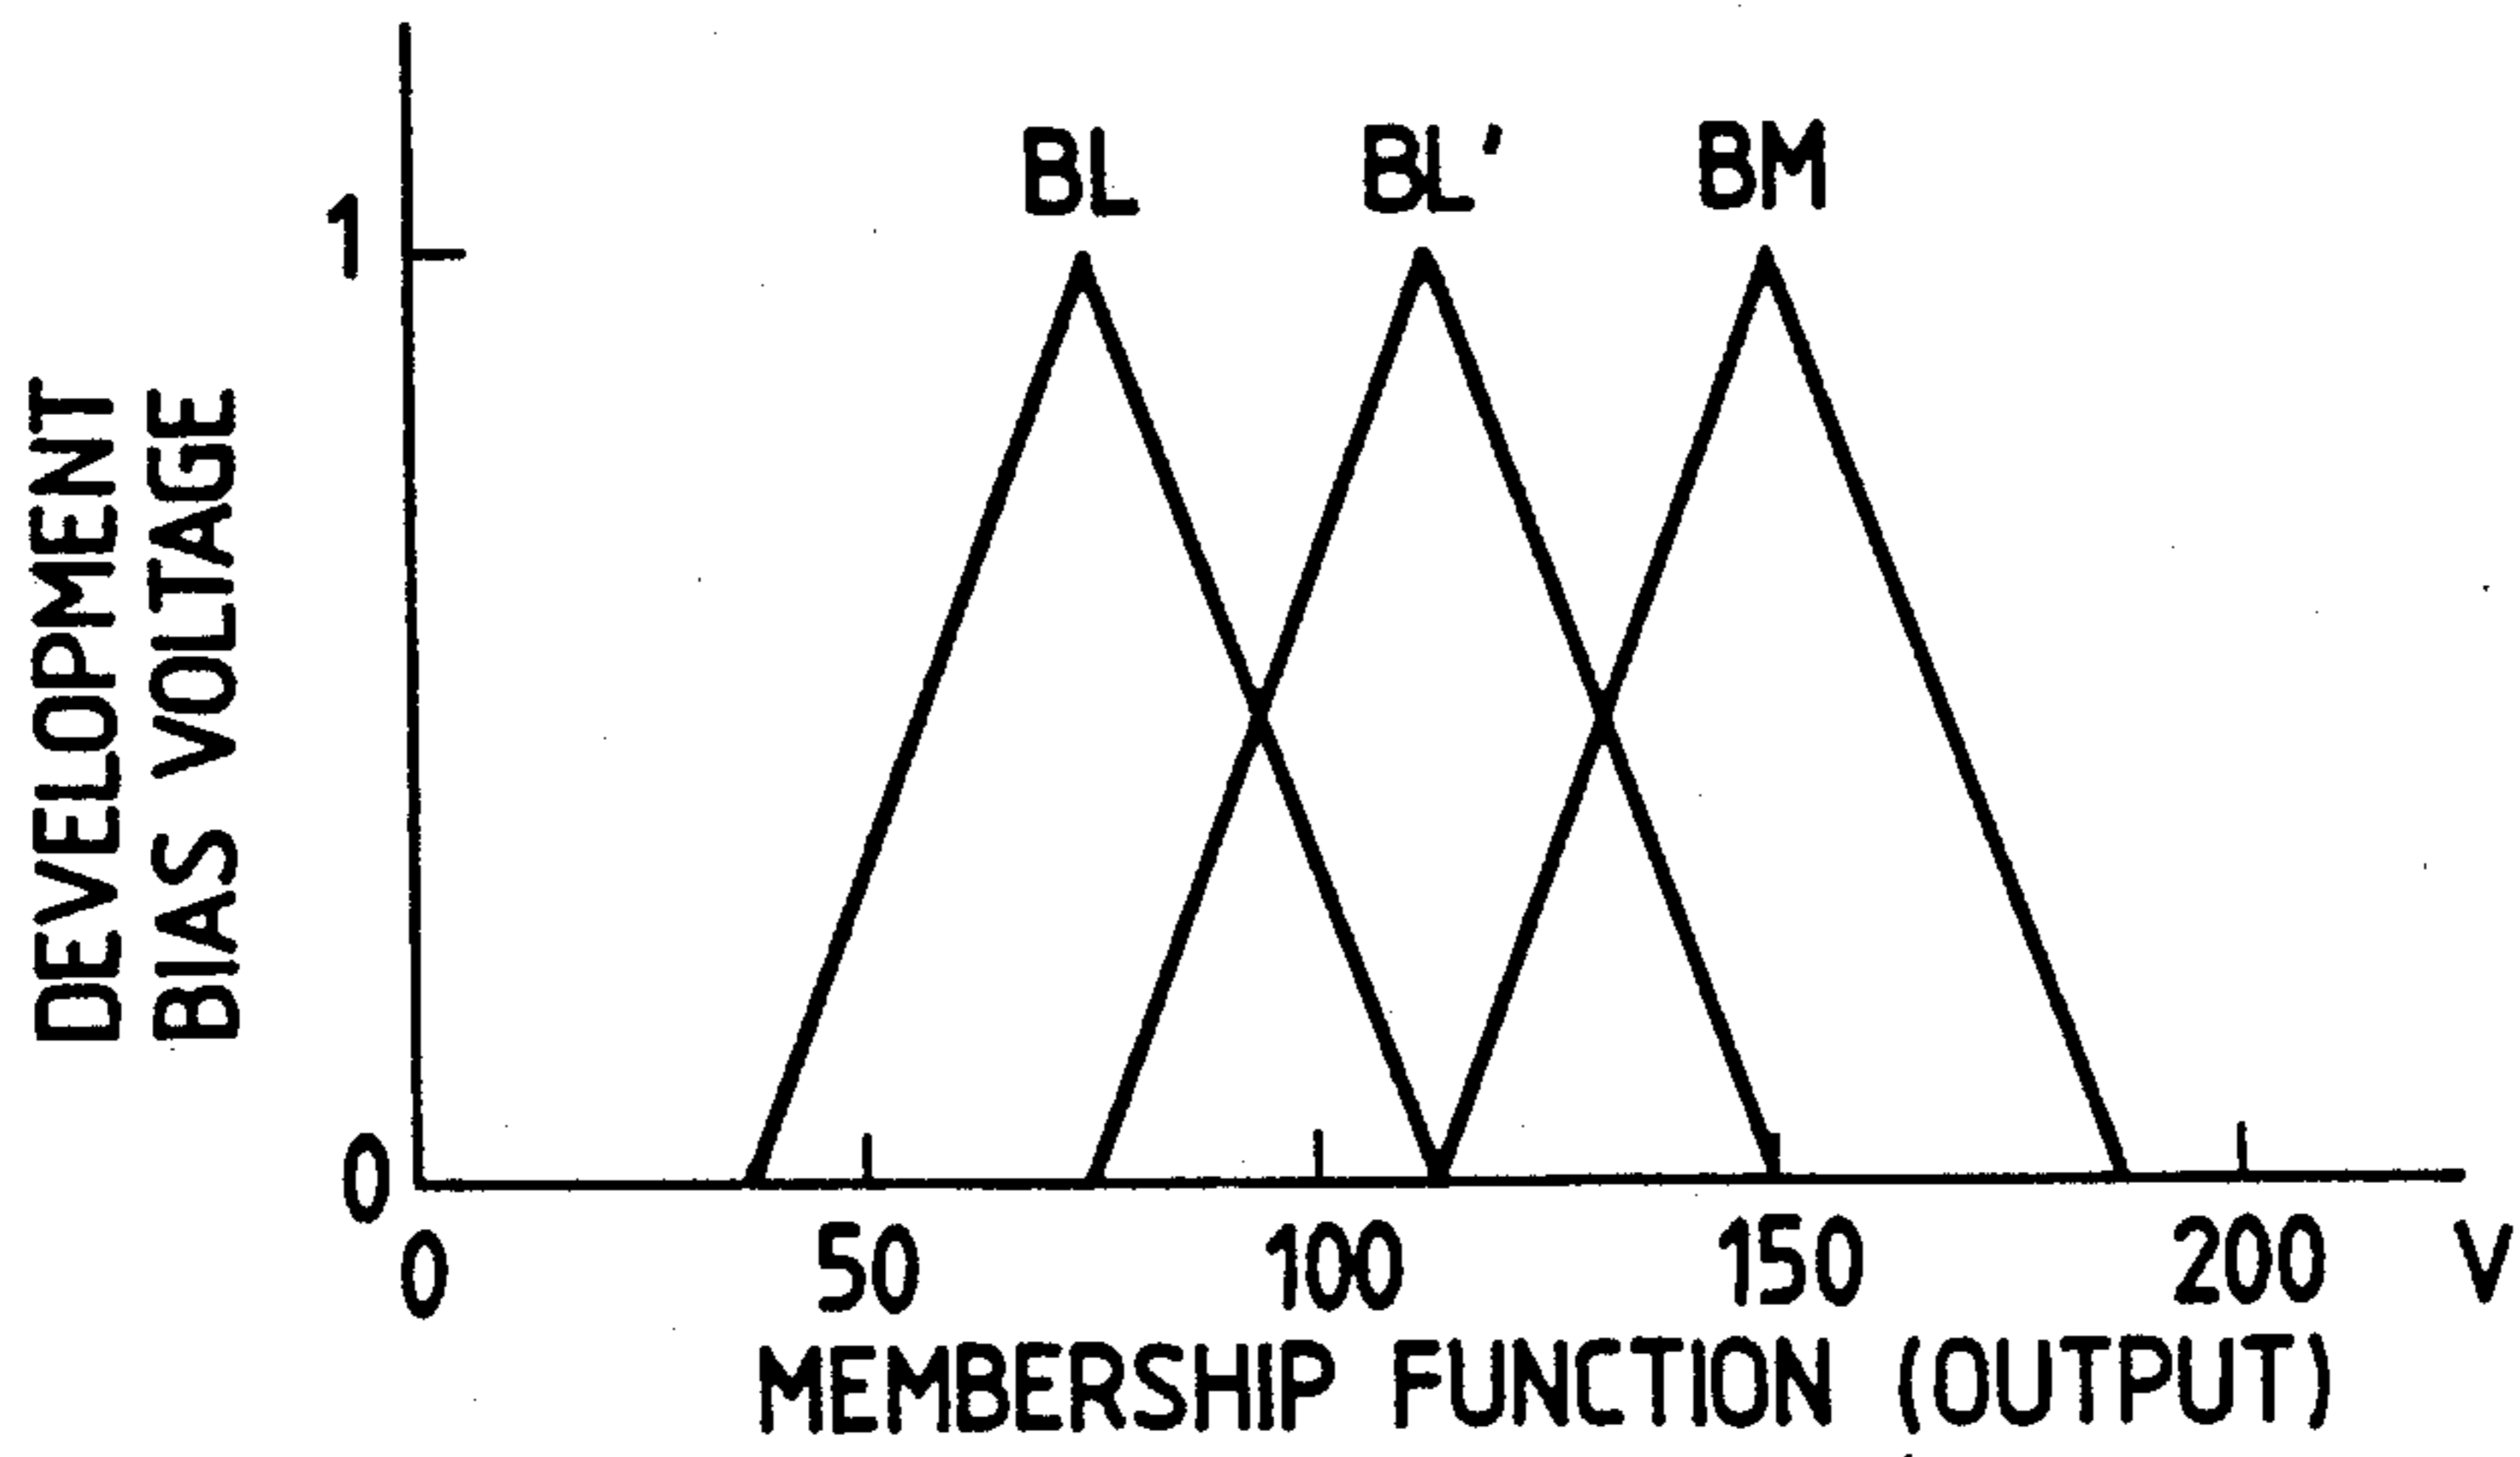 BL BL' BM
1
DEVELOPMENT
BIAS VOLTAGE
0
0 50 100 150 200 V
MEMBERSHIP FUNCTION (OUTPUT)